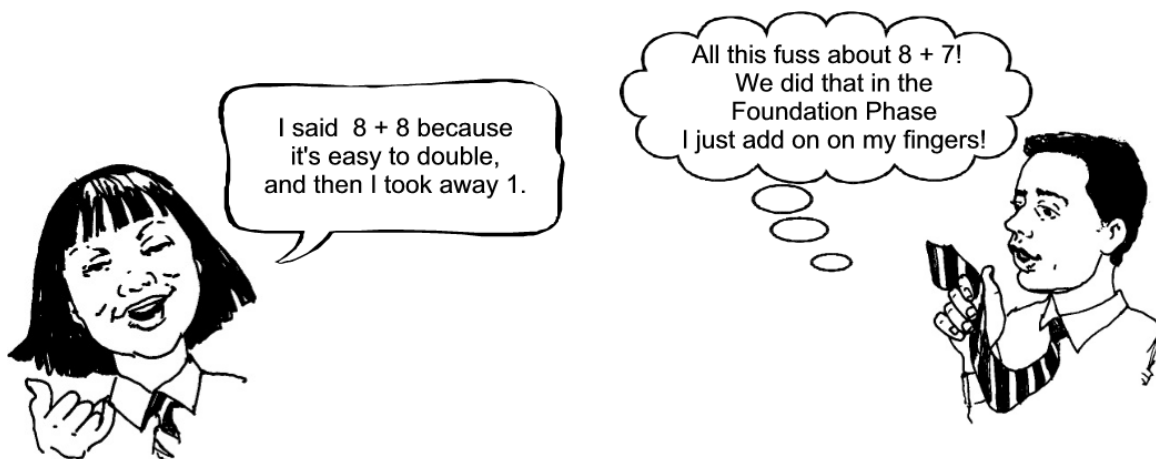 I said 8 + 8 because
it's easy to double,
and then I took away 1.
All this fuss about 8 + 7!
We did that in the
Foundation Phase
I just add on on my fingers!